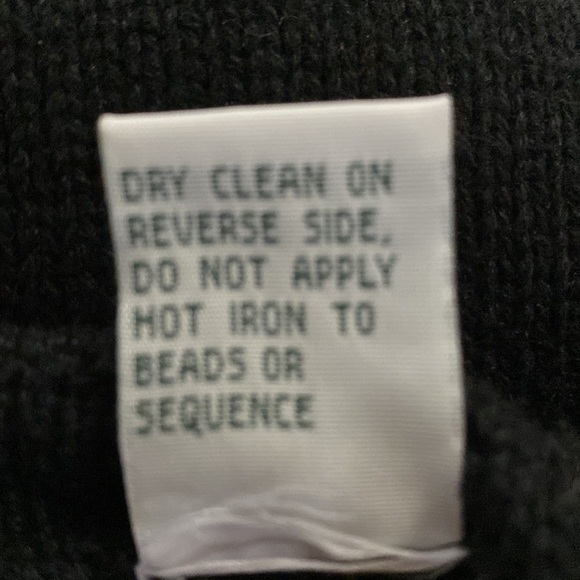 DRY CLEAN ON
REVERSE SIDE,
DO NOT APPLY
HOT IRON TO
BEADS OR
SEQUENCE